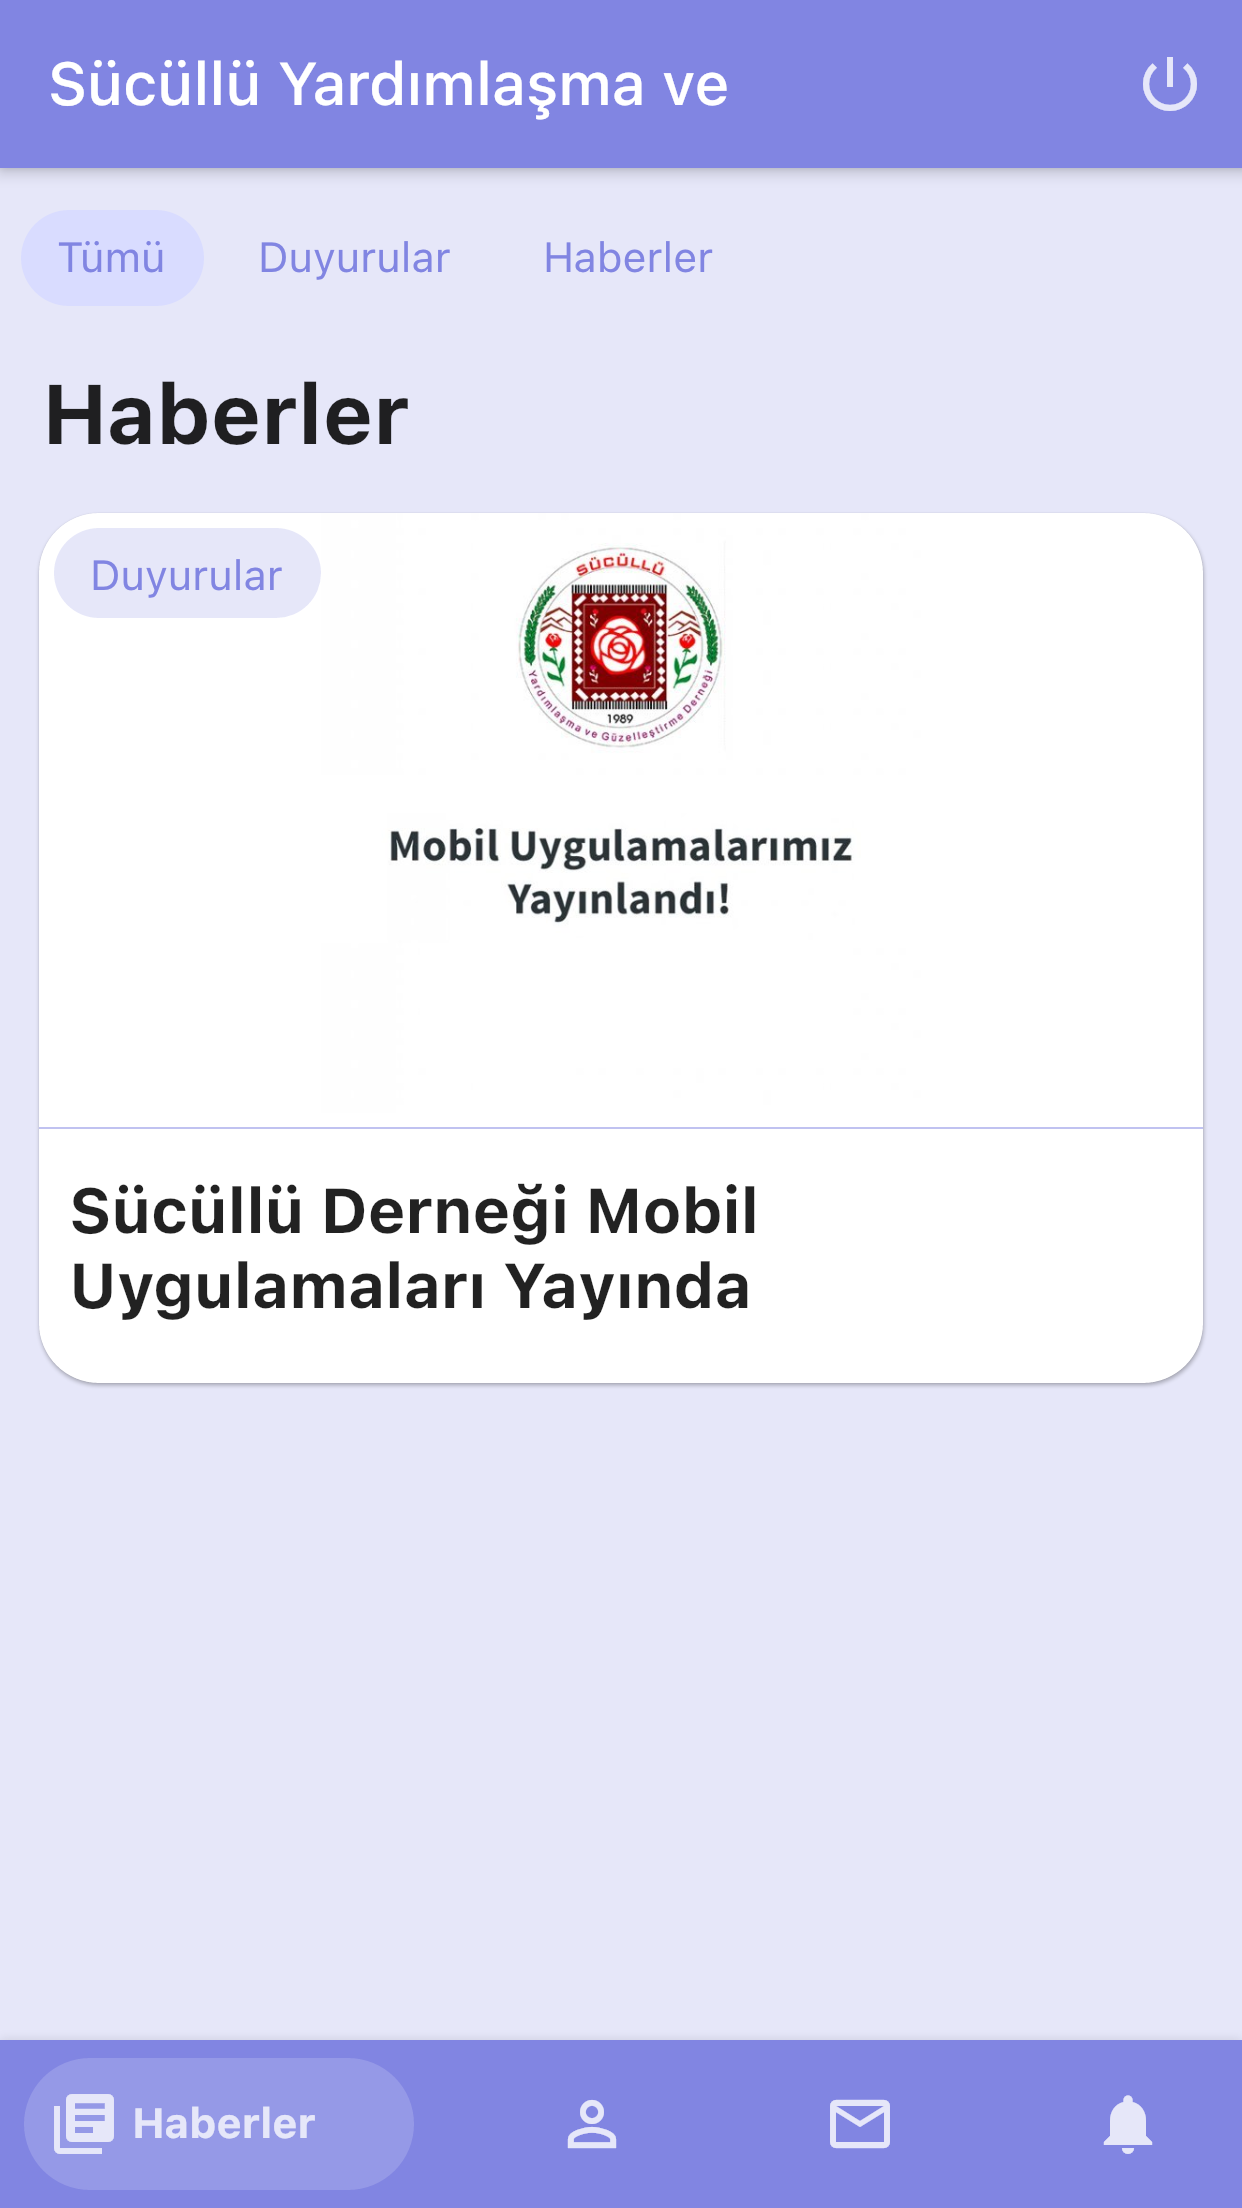 Sücüllü Yardımlaşma ve
Tümü Duyurular Haberler
Haberler
Duyurular
SÜCÜLLÜ
1989
Yardımlaşma ve Güzelleştirme Derneği
Mobil Uygulamalarımız
Yayınlandı!
Sücüllü Derneği Mobil
Uygulamaları Yayında
Haberler